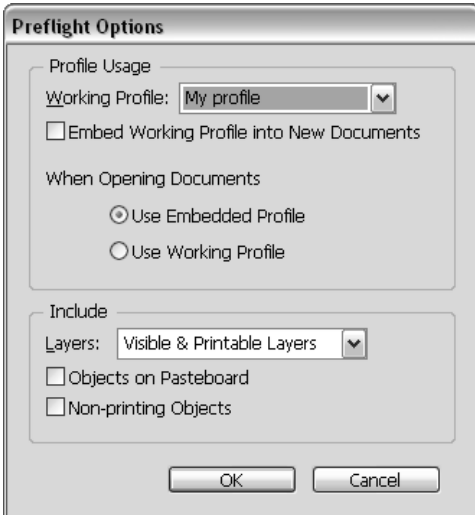 Preflight Options
Profile Usage
Working Profile: My profile
Embed Working Profile into New Documents
When Opening Documents
Use Embedded Profile
Use Working Profile
Include
Layers: Visible & Printable Layers
Objects on Pasteboard
Non-printing Objects
OK Cancel